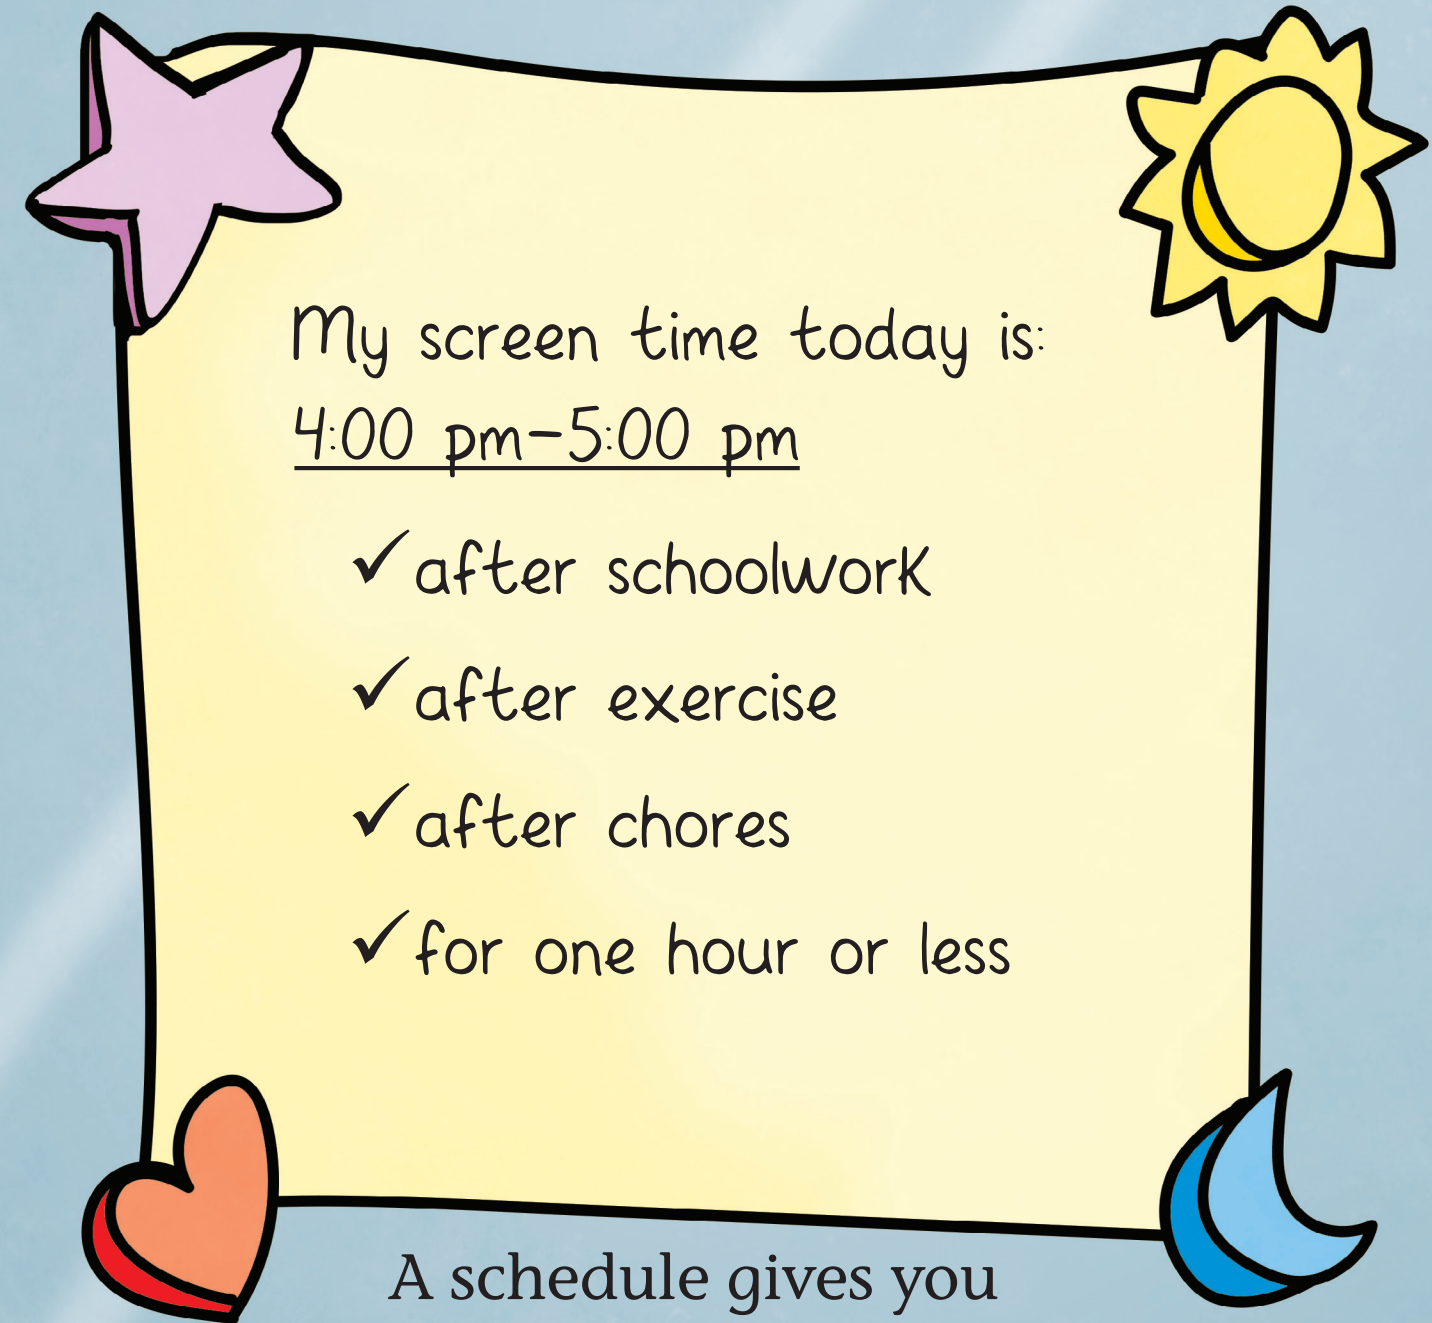 My screen time today is:
4:00 pm–5:00 pm
✓ after schoolwork
✓ after exercise
✓ after chores
✓ for one hour or less
A schedule gives you